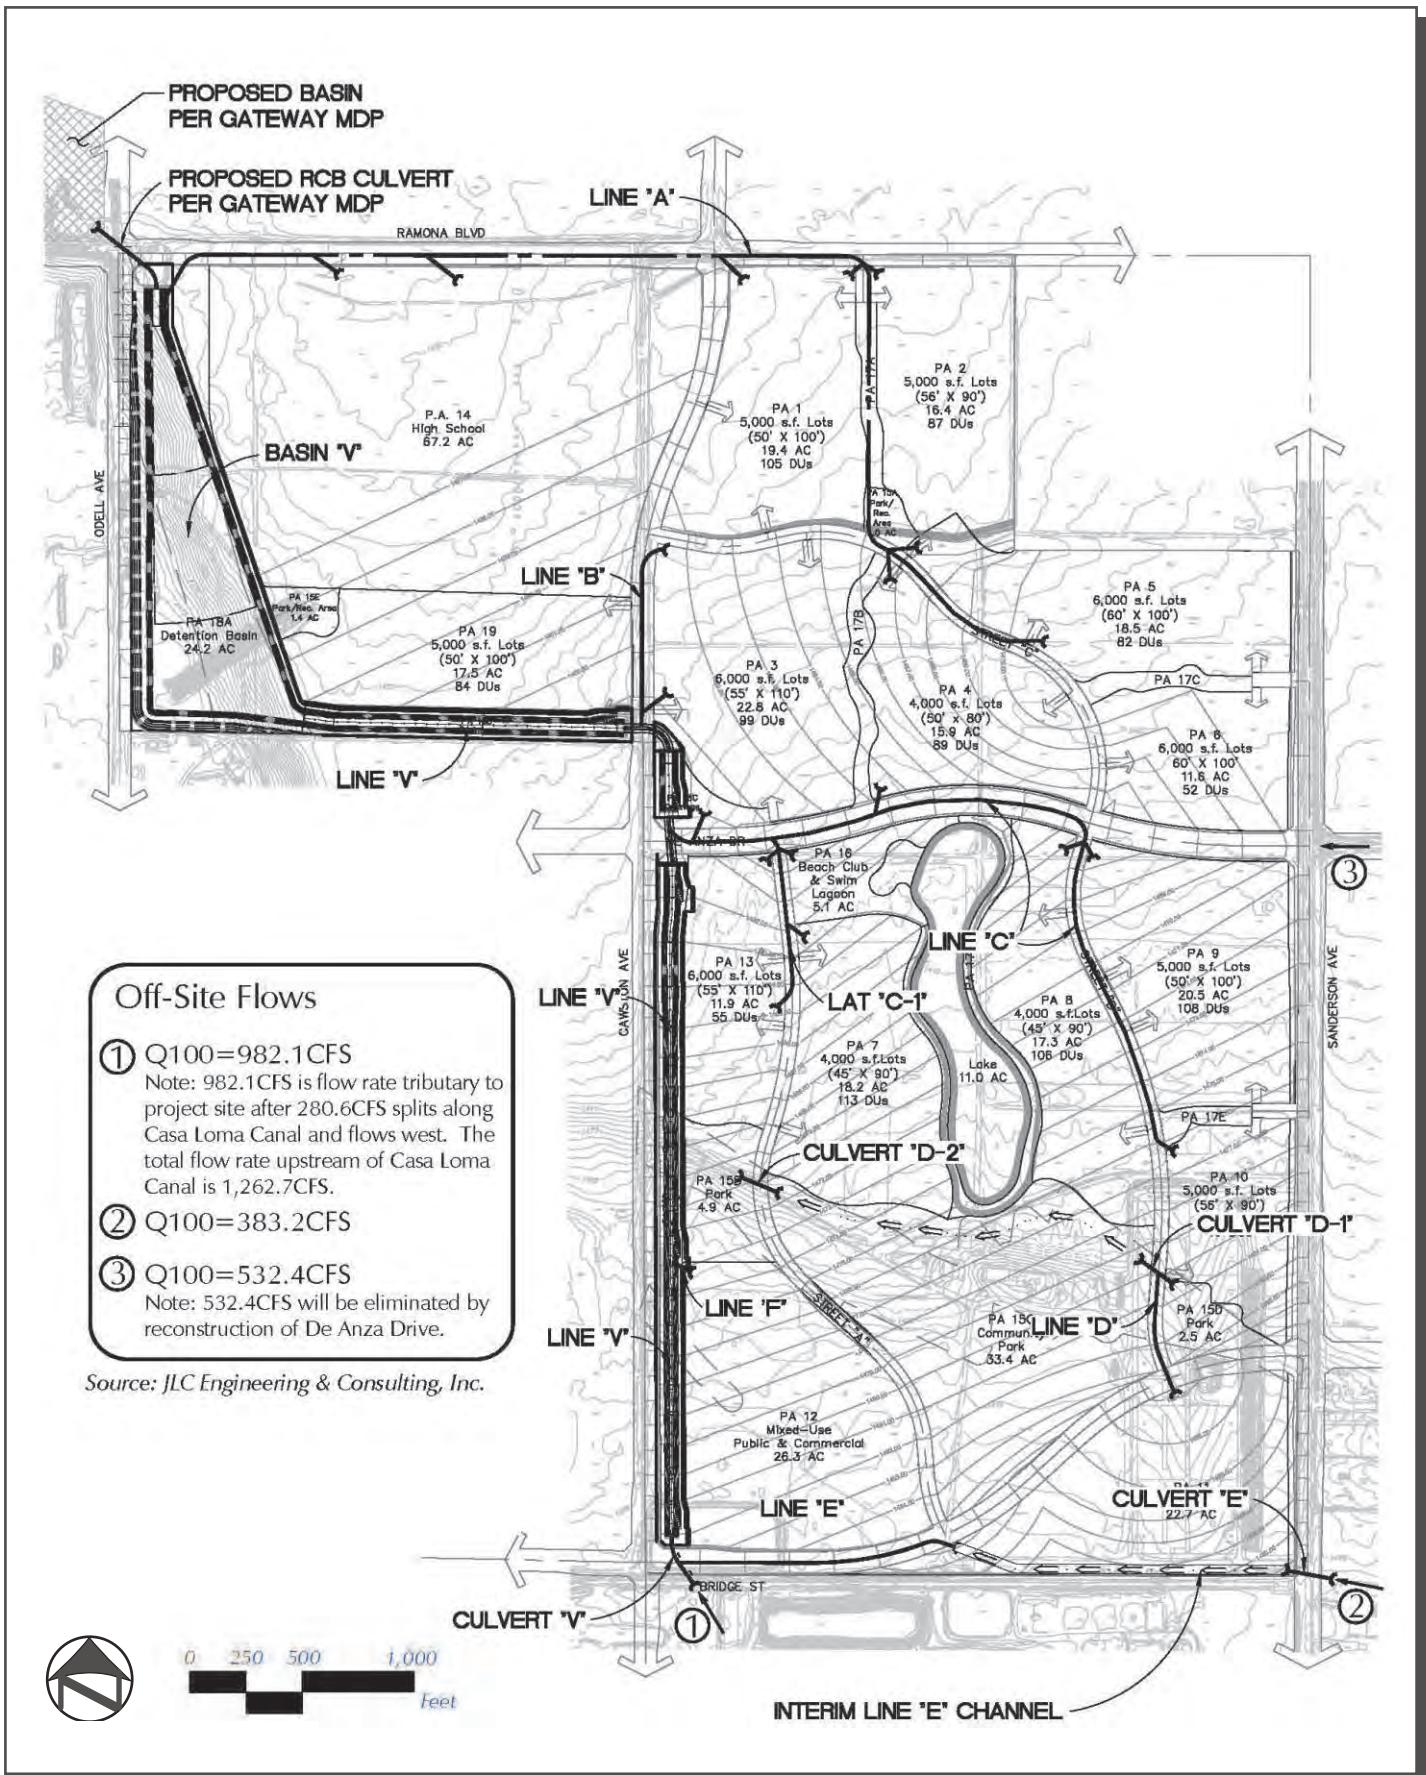 PROPOSED BASIN
PER GATEWAY MDP
PROPOSED RCB CULVERT
PER GATEWAY MDP
LINE "A"
RAMONA BLVD
PA 17A
PA 2
5,000 s.f. Lots
(56' X 90')
16.4 AC
87 DUs
PA 1
5,000 s.f. Lots
(50' X 100')
19.4 AC
105 DUs
P.A. 14
High School
67.2 AC
BASIN "V"
ODELL AVE
PA 15A
Park/
Rec.
Area
LINE "B"
PA 15E
Park/Rec. Area
1.4 AC
PA 18A
Detention Basin
24.2 AC
PA 19
5,000 s.f. Lots
(50' X 100')
17.5 AC
84 DUs
PA 17B
PA 5
6,000 s.f. Lots
(60' X 100')
18.5 AC
82 DUs
PA 3
6,000 s.f. Lots
(55' X 110')
22.8 AC
99 DUs
PA 4
4,000 s.f. Lots
(50' x 80')
15.9 AC
89 DUs
PA 17C
PA 6
6,000 s.f. Lots
60' X 100'
11.6 AC
52 DUs
LINE "V"
ANZA DR
PA 16
Beach Club
& Swim
Lagoon
5.1 AC
3
LINE "C"
PA 13
6,000 s.f. Lots
(55' X 110')
11.9 AC
55 DUs
PA 9
5,000 s.f. Lots
(50' X 100')
20.5 AC
108 DUs
CAWSTON AVE
SANDERSON AVE
LINE "V"
LAT "C-1"
PA 8
4,000 s.f.Lots
(45' X 90')
17.3 AC
106 DUs
PA 7
4,000 s.f.Lots
(45' X 90')
18.2 AC
113 DUs
Lake
11.0 AC
PA 17E
CULVERT "D-2"
PA 15B
Park
4.9 AC
PA 10
5,000 s.f. Lots
(55' X 90')
CULVERT "D-1"
LINE "F"
STREET "A"
PA 15C
Community
Park
33.4 AC
LINE "D"
PA 15D
Park
2.5 AC
LINE "V"
PA 12
Mixed-Use
Public & Commercial
26.3 AC
LINE "E"
CULVERT "E"
22.7 AC
BRIDGE ST
CULVERT "V"
1
2
INTERIM LINE "E" CHANNEL
Off-Site Flows
1 Q100=982.1CFS
Note: 982.1CFS is flow rate tributary to
project site after 280.6CFS splits along
Casa Loma Canal and flows west. The
total flow rate upstream of Casa Loma
Canal is 1,262.7CFS.
2 Q100=383.2CFS
3 Q100=532.4CFS
Note: 532.4CFS will be eliminated by
reconstruction of De Anza Drive.
Source: JLC Engineering & Consulting, Inc.
0 250 500 1,000
Feet